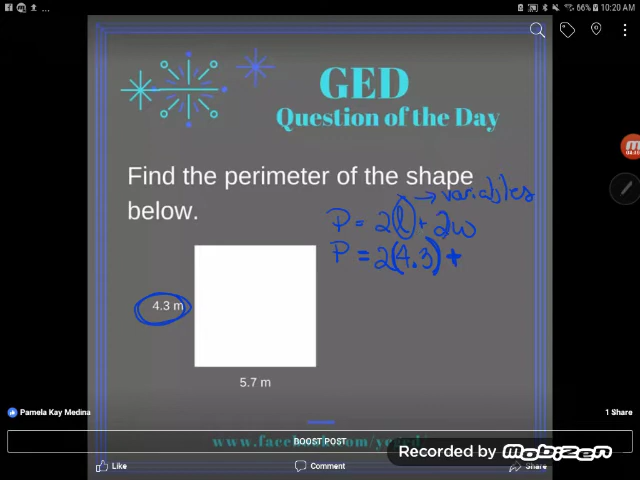 66% 10:20 AM
GED
Question of the Day
Find the perimeter of the shape
below.
→ variables
P = 2l + 2w
P = 2(4.3) +
4.3 m
5.7 m
Pamela Kay Medina
1 Share
BOOST POST
Recorded by Mobizen
Like
Comment
Share